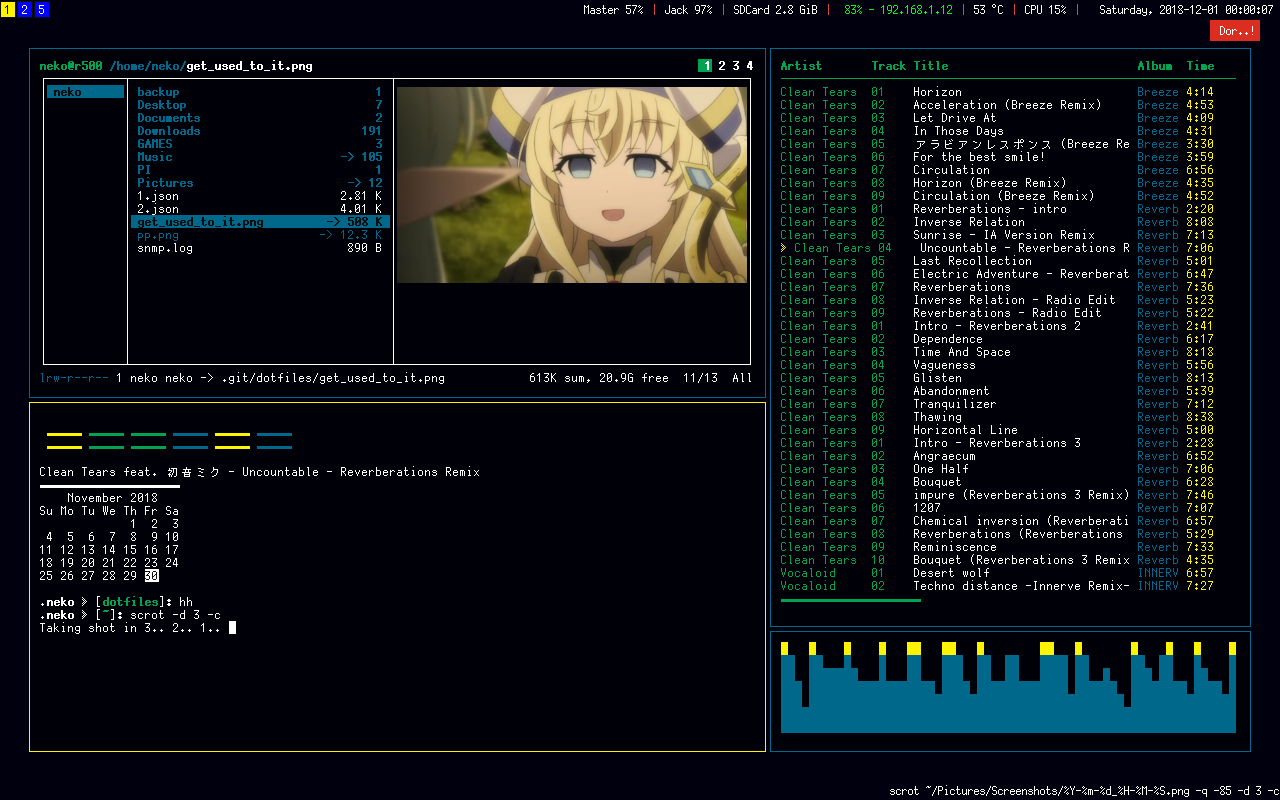 1 2 5 Master 57% | Jack 97% | SDCard 2.8 GiB | 83% - 192.168.1.12 | 53 °C | CPU 15% | Saturday, 2018-12-01 00:00:07
Dor..!
neko@r500 /home/neko/get_used_to_it.png 1 2 3 4
neko
backup 1
Desktop 7
Documents 2
Downloads 191
GAMES 3
Music -> 105
PI 1
Pictures -> 12
1.json 2.81 K
2.json 4.01 K
get_used_to_it.png -> 508 K
pp.png -> 12.3 K
snmp.log 890 B
lrw-r--r-- 1 neko neko -> .git/dotfiles/get_used_to_it.png 613K sum, 20.9G free 11/13 All
Clean Tears feat. 初音ミク - Uncountable - Reverberations Remix
November 2018
Su Mo Tu We Th Fr Sa
1 2 3
4 5 6 7 8 9 10
11 12 13 14 15 16 17
18 19 20 21 22 23 24
25 26 27 28 29 30
.neko » [dotfiles]: hh
.neko » [~]: scrot -d 3 -c
Taking shot in 3.. 2.. 1..
Artist Track Title Album Time
Clean Tears 01 Horizon Breeze 4:14
Clean Tears 02 Acceleration (Breeze Remix) Breeze 4:53
Clean Tears 03 Let Drive At Breeze 4:09
Clean Tears 04 In Those Days Breeze 4:31
Clean Tears 05 アラビアンレスポンス (Breeze Re Breeze 3:30
Clean Tears 06 For the best smile! Breeze 3:59
Clean Tears 07 Circulation Breeze 6:56
Clean Tears 08 Horizon (Breeze Remix) Breeze 4:35
Clean Tears 09 Circulation (Breeze Remix) Breeze 4:52
Clean Tears 01 Reverberations - intro Reverb 2:20
Clean Tears 02 Inverse Relation Reverb 8:08
Clean Tears 03 Sunrise - IA Version Remix Reverb 7:13
» Clean Tears 04 Uncountable - Reverberations R Reverb 7:06
Clean Tears 05 Last Recollection Reverb 5:01
Clean Tears 06 Electric Adventure - Reverberat Reverb 6:47
Clean Tears 07 Reverberations Reverb 7:36
Clean Tears 08 Inverse Relation - Radio Edit Reverb 5:23
Clean Tears 09 Reverberations - Radio Edit Reverb 5:22
Clean Tears 01 Intro - Reverberations 2 Reverb 2:41
Clean Tears 02 Dependence Reverb 6:17
Clean Tears 03 Time And Space Reverb 8:18
Clean Tears 04 Vagueness Reverb 5:56
Clean Tears 05 Glisten Reverb 8:13
Clean Tears 06 Abandonment Reverb 5:39
Clean Tears 07 Tranquilizer Reverb 7:12
Clean Tears 08 Thawing Reverb 8:38
Clean Tears 09 Horizontal Line Reverb 5:00
Clean Tears 01 Intro - Reverberations 3 Reverb 2:28
Clean Tears 02 Angraecum Reverb 6:52
Clean Tears 03 One Half Reverb 7:06
Clean Tears 04 Bouquet Reverb 6:28
Clean Tears 05 impure (Reverberations 3 Remix) Reverb 7:46
Clean Tears 06 1207 Reverb 7:07
Clean Tears 07 Chemical inversion (Reverberati Reverb 6:57
Clean Tears 08 Reverberations (Reverberations Reverb 5:29
Clean Tears 09 Reminiscence Reverb 7:33
Clean Tears 10 Bouquet (Reverberations 3 Remix Reverb 4:35
Vocaloid 01 Desert wolf INNERV 6:57
Vocaloid 02 Techno distance -Innerve Remix- INNERV 7:27
scrot ~/Pictures/Screenshots/%Y-%m-%d_%H-%M-%S.png -q -85 -d 3 -c